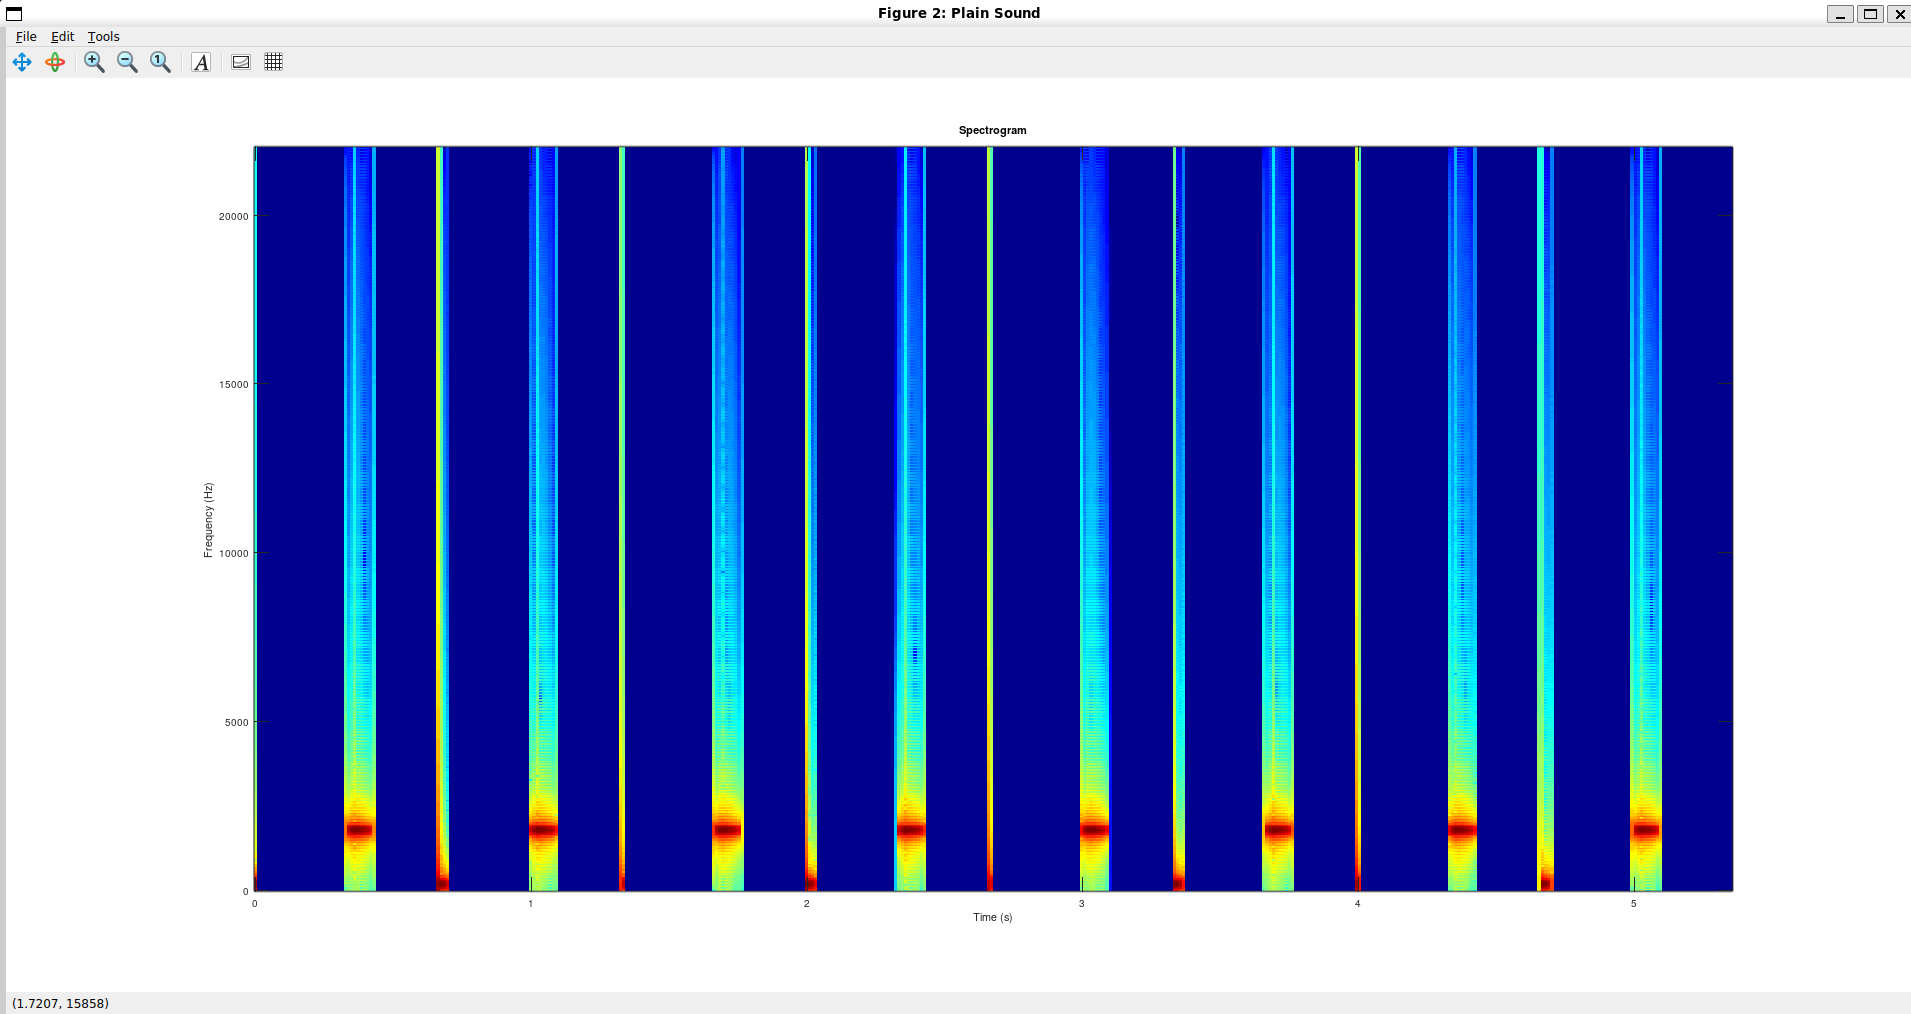 Figure 2: Plain Sound
File Edit Tools
A
Spectrogram
Frequency (Hz)
20000
15000
10000
5000
0
0 1 2 3 4 5
Time (s)
(1.7207, 15858)